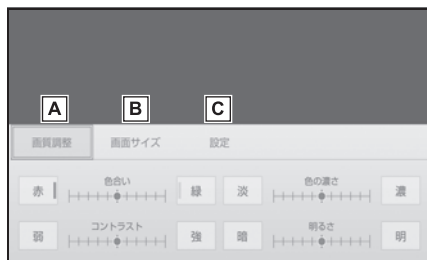 A B C
画質調整 画面サイズ 設定
色合い 色の濃さ
赤 緑 淡 濃
コントラスト 明るさ
弱 強 暗 明